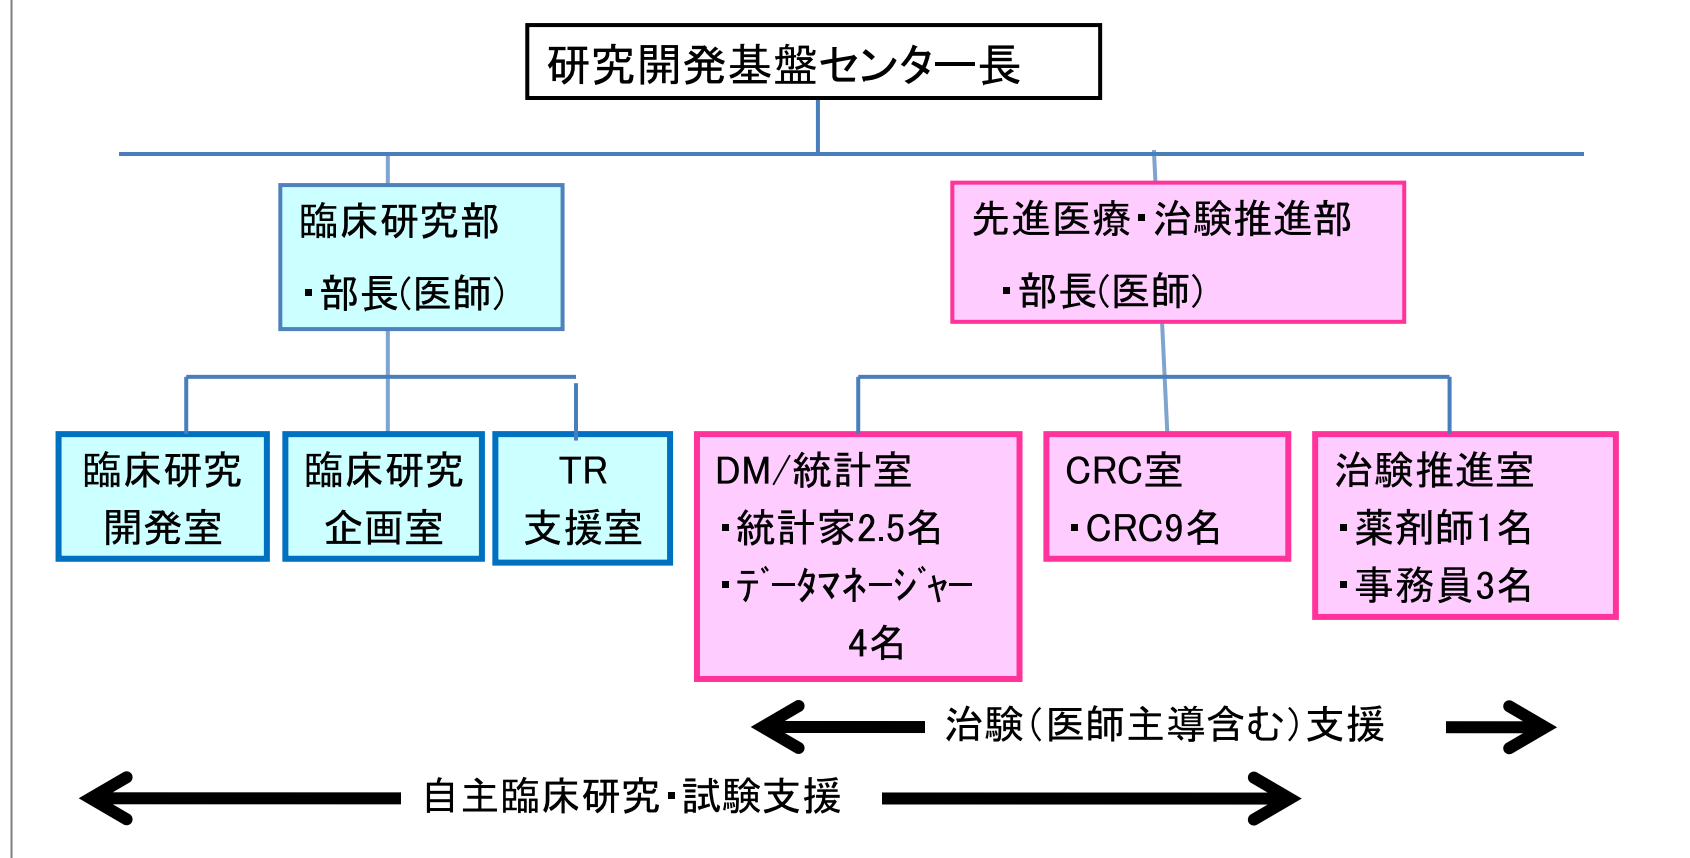 研究開発基盤センター長
臨床研究部
・部長(医師)
先進医療・治験推進部
・部長(医師)
臨床研究
開発室
臨床研究
企画室
TR
支援室
DM/統計室
・統計家2.5名
・ﾃﾞｰﾀﾏﾈｰｼﾞｬｰ
4名
CRC室
・CRC9名
治験推進室
・薬剤師1名
・事務員3名
治験(医師主導含む)支援
自主臨床研究・試験支援